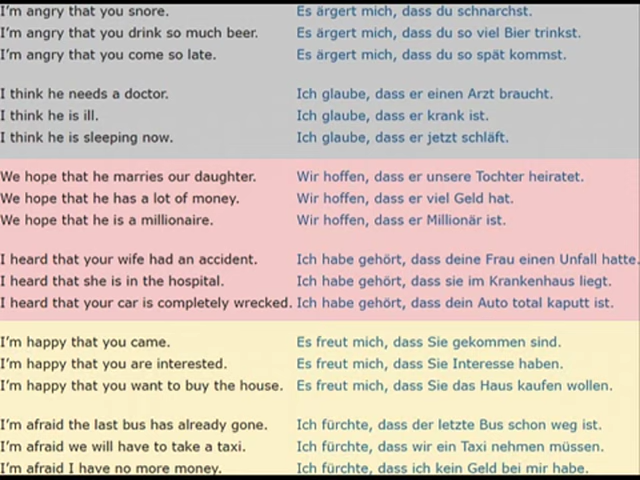 I'm angry that you snore. Es ärgert mich, dass du schnarchst.
I'm angry that you drink so much beer. Es ärgert mich, dass du so viel Bier trinkst.
I'm angry that you come so late. Es ärgert mich, dass du so spät kommst.
I think he needs a doctor. Ich glaube, dass er einen Arzt braucht.
I think he is ill. Ich glaube, dass er krank ist.
I think he is sleeping now. Ich glaube, dass er jetzt schläft.
We hope that he marries our daughter. Wir hoffen, dass er unsere Tochter heiratet.
We hope that he has a lot of money. Wir hoffen, dass er viel Geld hat.
We hope that he is a millionaire. Wir hoffen, dass er Millionär ist.
I heard that your wife had an accident. Ich habe gehört, dass deine Frau einen Unfall hatte.
I heard that she is in the hospital. Ich habe gehört, dass sie im Krankenhaus liegt.
I heard that your car is completely wrecked. Ich habe gehört, dass dein Auto total kaputt ist.
I'm happy that you came. Es freut mich, dass Sie gekommen sind.
I'm happy that you are interested. Es freut mich, dass Sie Interesse haben.
I'm happy that you want to buy the house. Es freut mich, dass Sie das Haus kaufen wollen.
I'm afraid the last bus has already gone. Ich fürchte, dass der letzte Bus schon weg ist.
I'm afraid we will have to take a taxi. Ich fürchte, dass wir ein Taxi nehmen müssen.
I'm afraid I have no more money. Ich fürchte, dass ich kein Geld bei mir habe.